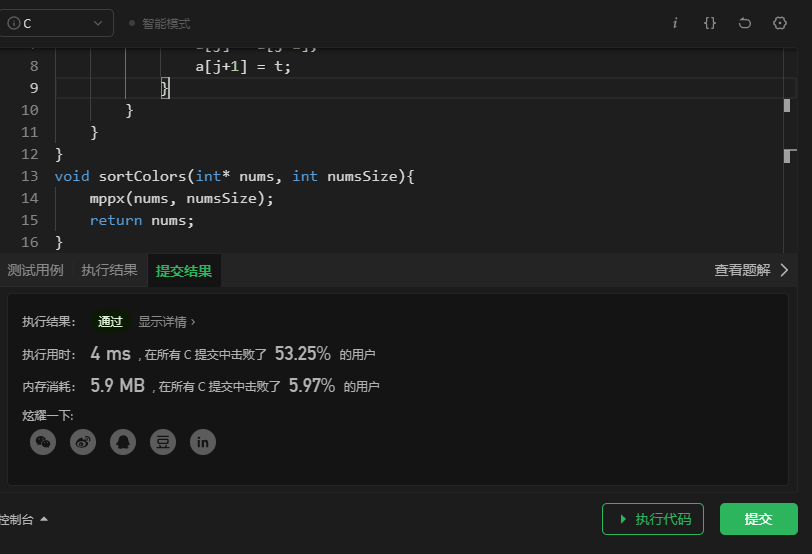 C
智能模式
i
{}
8 a[j+1] = t;
9 }
10 }
11 }
12 }
13 void sortColors(int* nums, int numsSize){
14 mppx(nums, numsSize);
15 return nums;
16 }
测试用例 执行结果 提交结果 查看题解 >
执行结果： 通过 显示详情 >
执行用时： 4 ms , 在所有 C 提交中击败了 53.25% 的用户
内存消耗： 5.9 MB , 在所有 C 提交中击败了 5.97% 的用户
炫耀一下:
豆 in
控制台 执行代码 提交